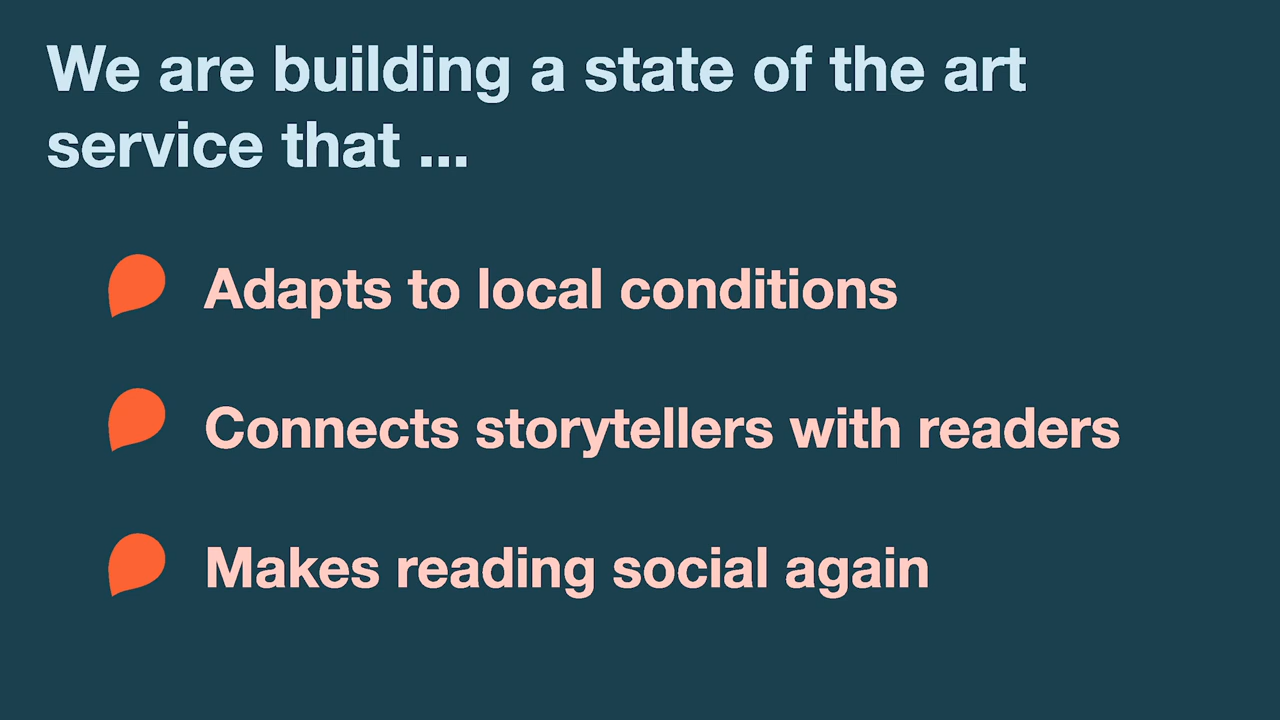 We are building a state of the art
service that ...
Adapts to local conditions
Connects storytellers with readers
Makes reading social again